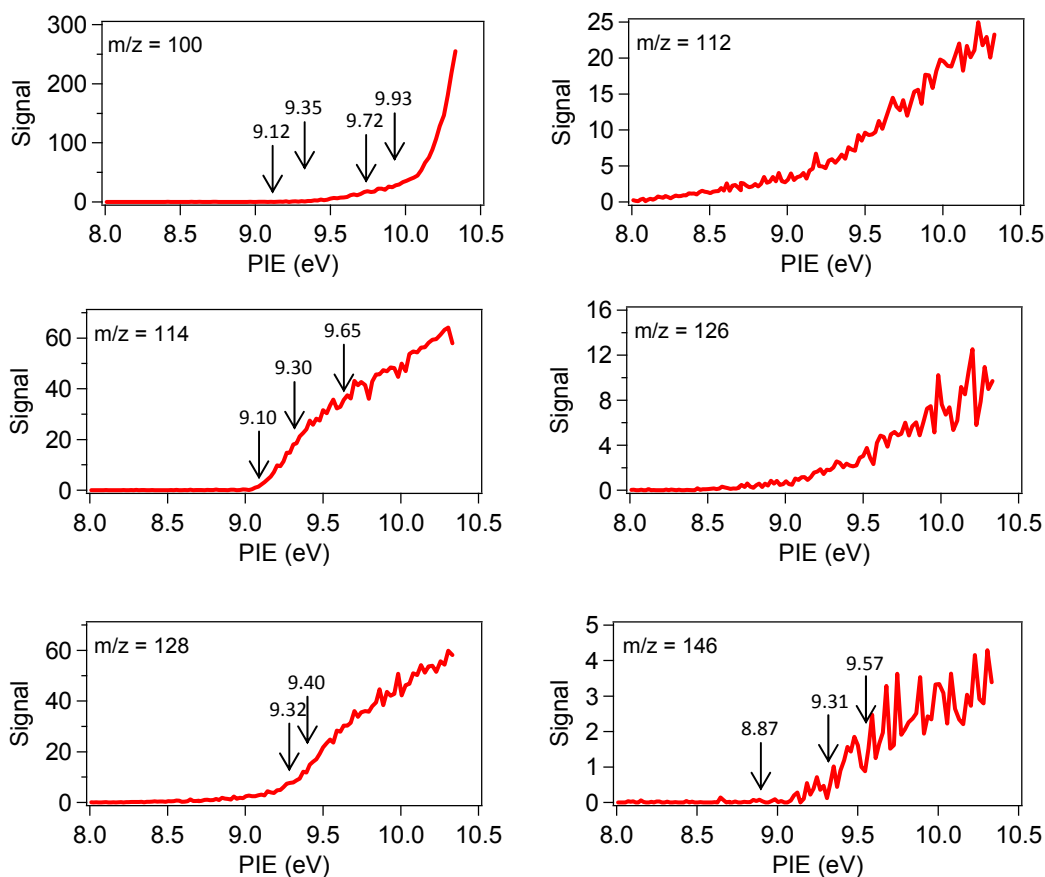 m/z = 100
Signal
300
200
100
0
9.12
9.35
9.72
9.93
8.0 8.5 9.0 9.5 10.0 10.5
PIE (eV)
m/z = 112
Signal
25
20
15
10
5
0
8.0 8.5 9.0 9.5 10.0 10.5
PIE (eV)
m/z = 114
Signal
60
40
20
0
9.10
9.30
9.65
8.0 8.5 9.0 9.5 10.0 10.5
PIE (eV)
m/z = 126
Signal
16
12
8
4
0
8.0 8.5 9.0 9.5 10.0 10.5
PIE (eV)
m/z = 128
Signal
60
40
20
0
9.32
9.40
8.0 8.5 9.0 9.5 10.0 10.5
PIE (eV)
m/z = 146
Signal
5
4
3
2
1
0
8.87
9.31
9.57
8.0 8.5 9.0 9.5 10.0 10.5
PIE (eV)